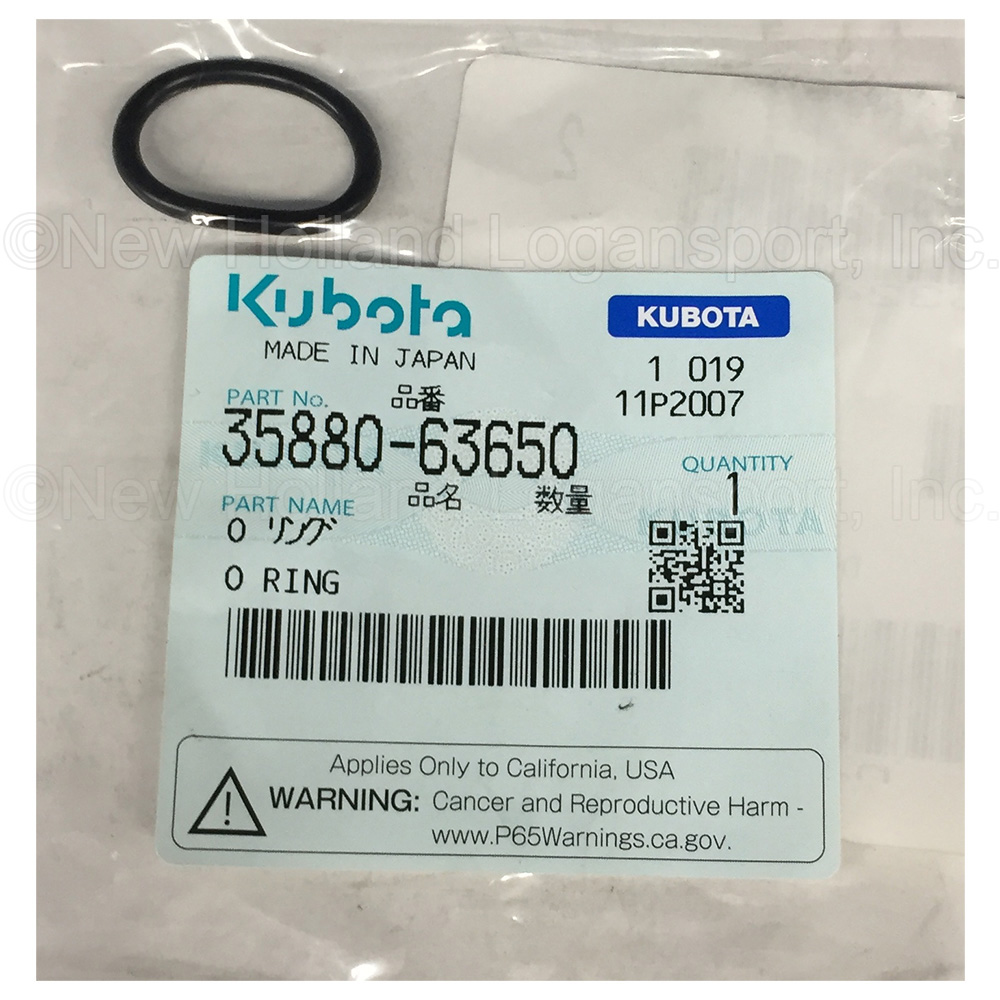 ©New Holland Logansport, Inc.
Kubota
KUBOTA
MADE IN JAPAN
1 019
PART No. 品番
11P2007
35880-63650
QUANTITY
©New Holland Logansport, Inc.
品名 数量 1
PART NAME
O リング
O RING
Applies Only to California, USA
WARNING: Cancer and Reproductive Harm -
www.P65Warnings.ca.gov.